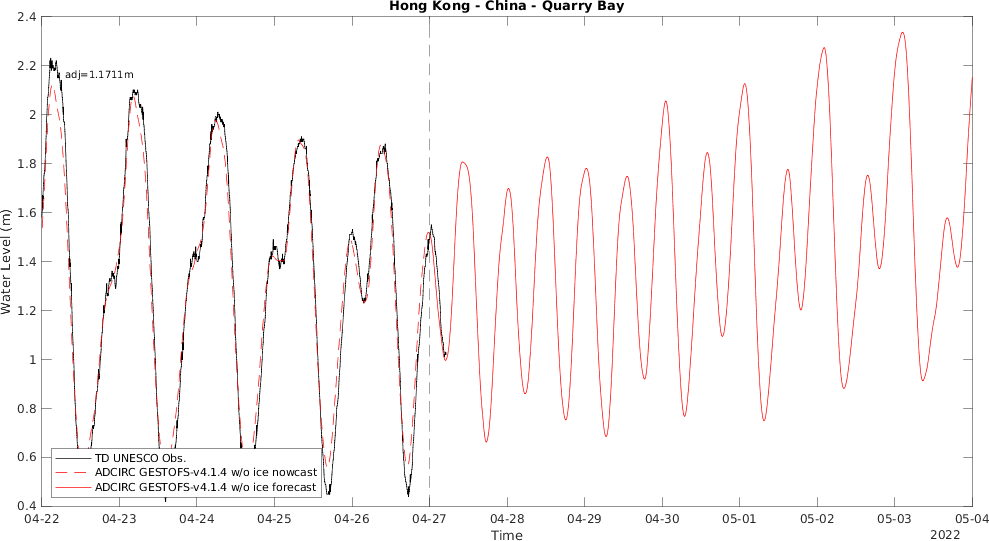 Hong Kong - China - Quarry Bay
2.4
2.2
2
1.8
1.6
1.4
1.2
1
0.8
0.6
0.4
Water Level (m)
adj=1.1711m
TD UNESCO Obs.
ADCIRC GESTOFS-v4.1.4 w/o ice nowcast
ADCIRC GESTOFS-v4.1.4 w/o ice forecast
04-22 04-23 04-24 04-25 04-26 04-27 04-28 04-29 04-30 05-01 05-02 05-03 05-04
Time
2022